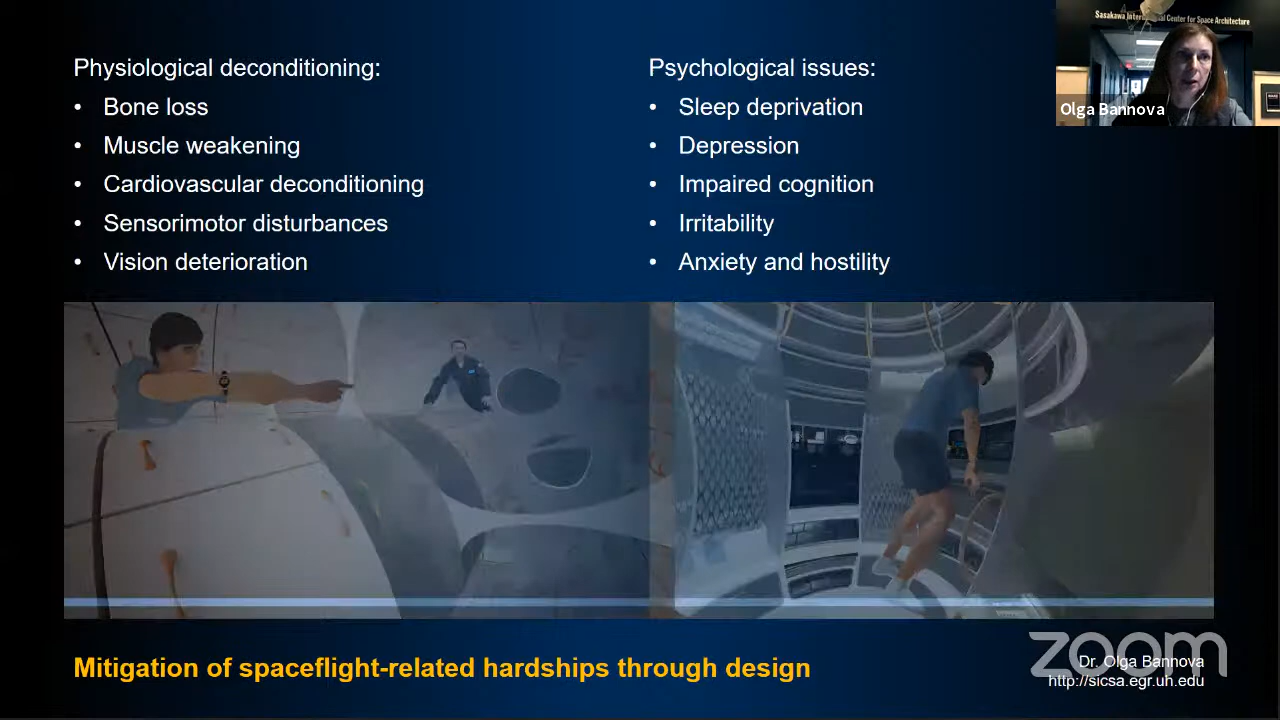 Sasakawa International Center for Space Architecture
Olga Bannova
Physiological deconditioning:
• Bone loss
• Muscle weakening
• Cardiovascular deconditioning
• Sensorimotor disturbances
• Vision deterioration
Psychological issues:
• Sleep deprivation
• Depression
• Impaired cognition
• Irritability
• Anxiety and hostility
Mitigation of spaceflight-related hardships through design
zoom
Dr. Olga Bannova
http://sicsa.egr.uh.edu